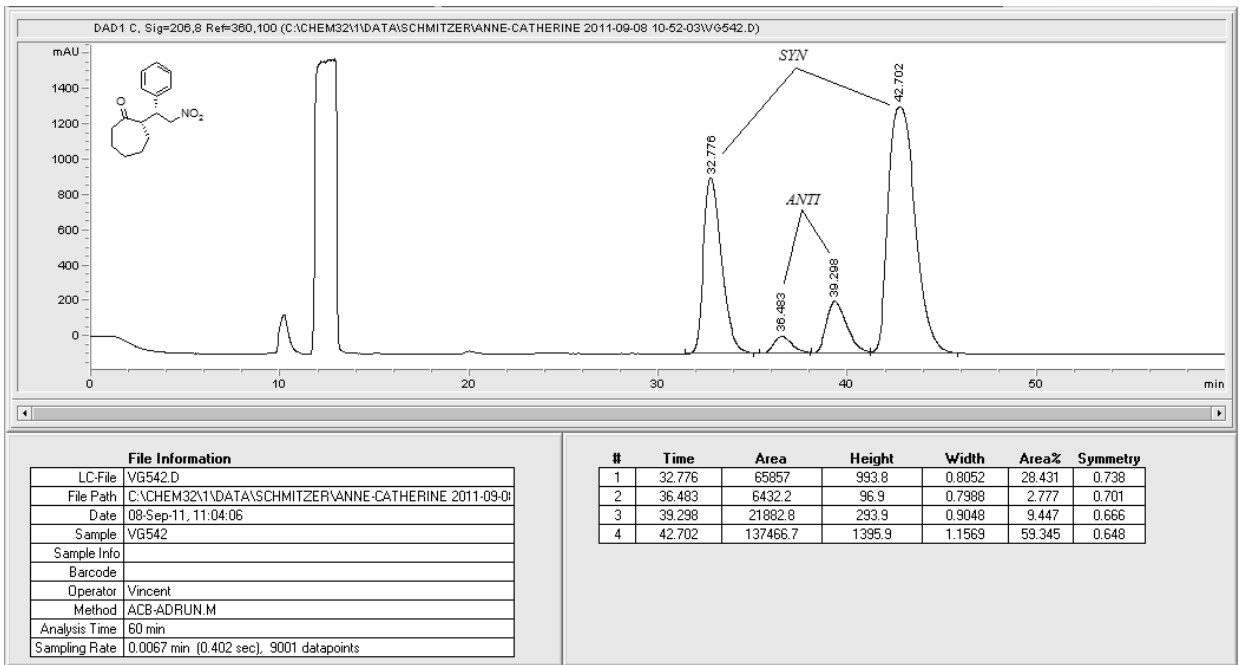 DAD1 C, Sig=206,8 Ref=360,100 (C:\CHEM32\1\DATA\SCHMITZER\ANNE-CATHERINE 2011-09-08 10-52-03\VG542.D)
mAU
1400
1200
1000
800
600
400
200
0
O
NO2
SYN
ANTI
32.776
36.483
39.298
42.702
0 10 20 30 40 50 min
File Information
LC-File VG542.D
File Path C:\CHEM32\1\DATA\SCHMITZER\ANNE-CATHERINE 2011-09-0
Date 08-Sep-11, 11:04:06
Sample VG542
Sample Info
Barcode
Operator Vincent
Method ACB-ADRUN.M
Analysis Time 60 min
Sampling Rate 0.0067 min (0.402 sec), 9001 datapoints
# Time Area Height Width Area% Symmetry
1 32.776 65857 993.8 0.8052 28.431 0.738
2 36.483 6432.2 96.9 0.7988 2.777 0.701
3 39.298 21882.8 293.9 0.9048 9.447 0.666
4 42.702 137466.7 1395.9 1.1569 59.345 0.648